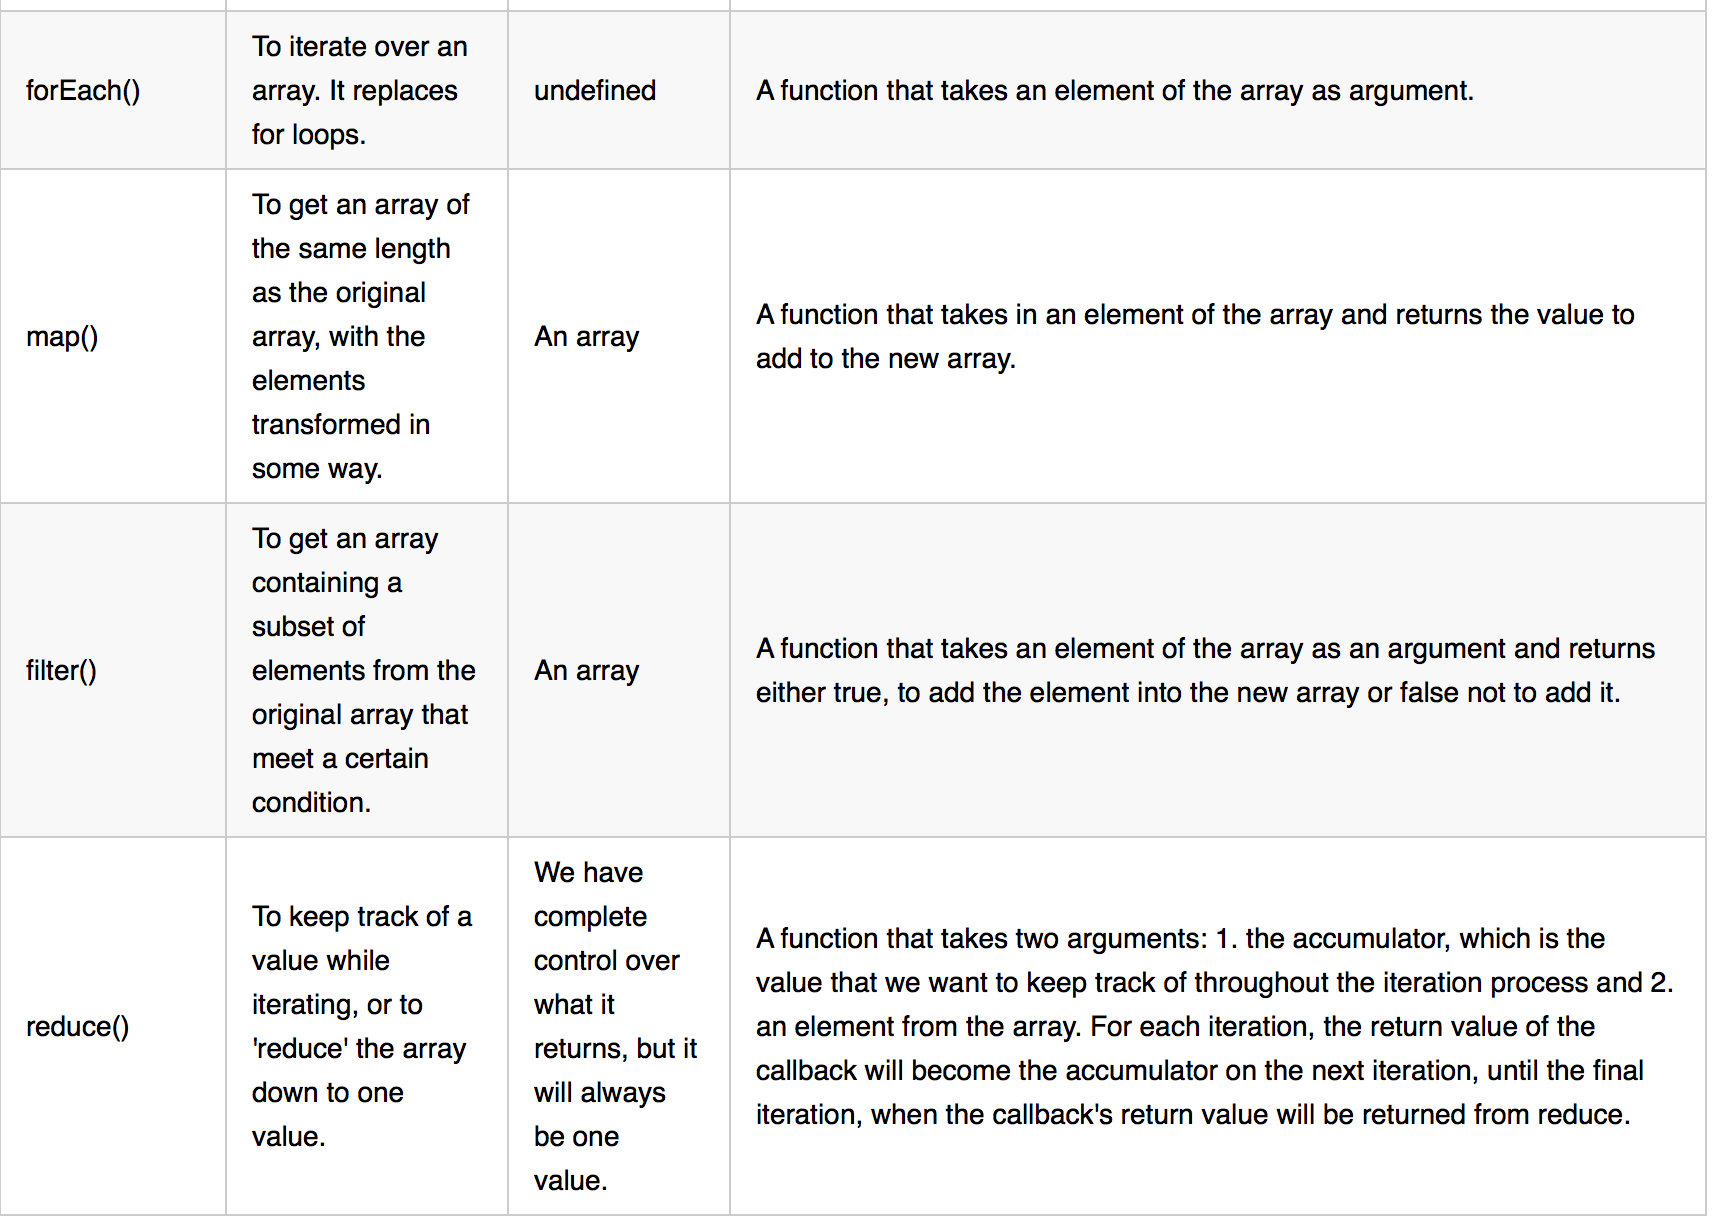 forEach()
To iterate over an
array. It replaces
for loops.
undefined
A function that takes an element of the array as argument.
map()
To get an array of
the same length
as the original
array, with the
elements
transformed in
some way.
An array
A function that takes in an element of the array and returns the value to
add to the new array.
filter()
To get an array
containing a
subset of
elements from the
original array that
meet a certain
condition.
An array
A function that takes an element of the array as an argument and returns
either true, to add the element into the new array or false not to add it.
reduce()
To keep track of a
value while
iterating, or to
'reduce' the array
down to one
value.
We have
complete
control over
what it
returns, but it
will always
be one
value.
A function that takes two arguments: 1. the accumulator, which is the
value that we want to keep track of throughout the iteration process and 2.
an element from the array. For each iteration, the return value of the
callback will become the accumulator on the next iteration, until the final
iteration, when the callback's return value will be returned from reduce.